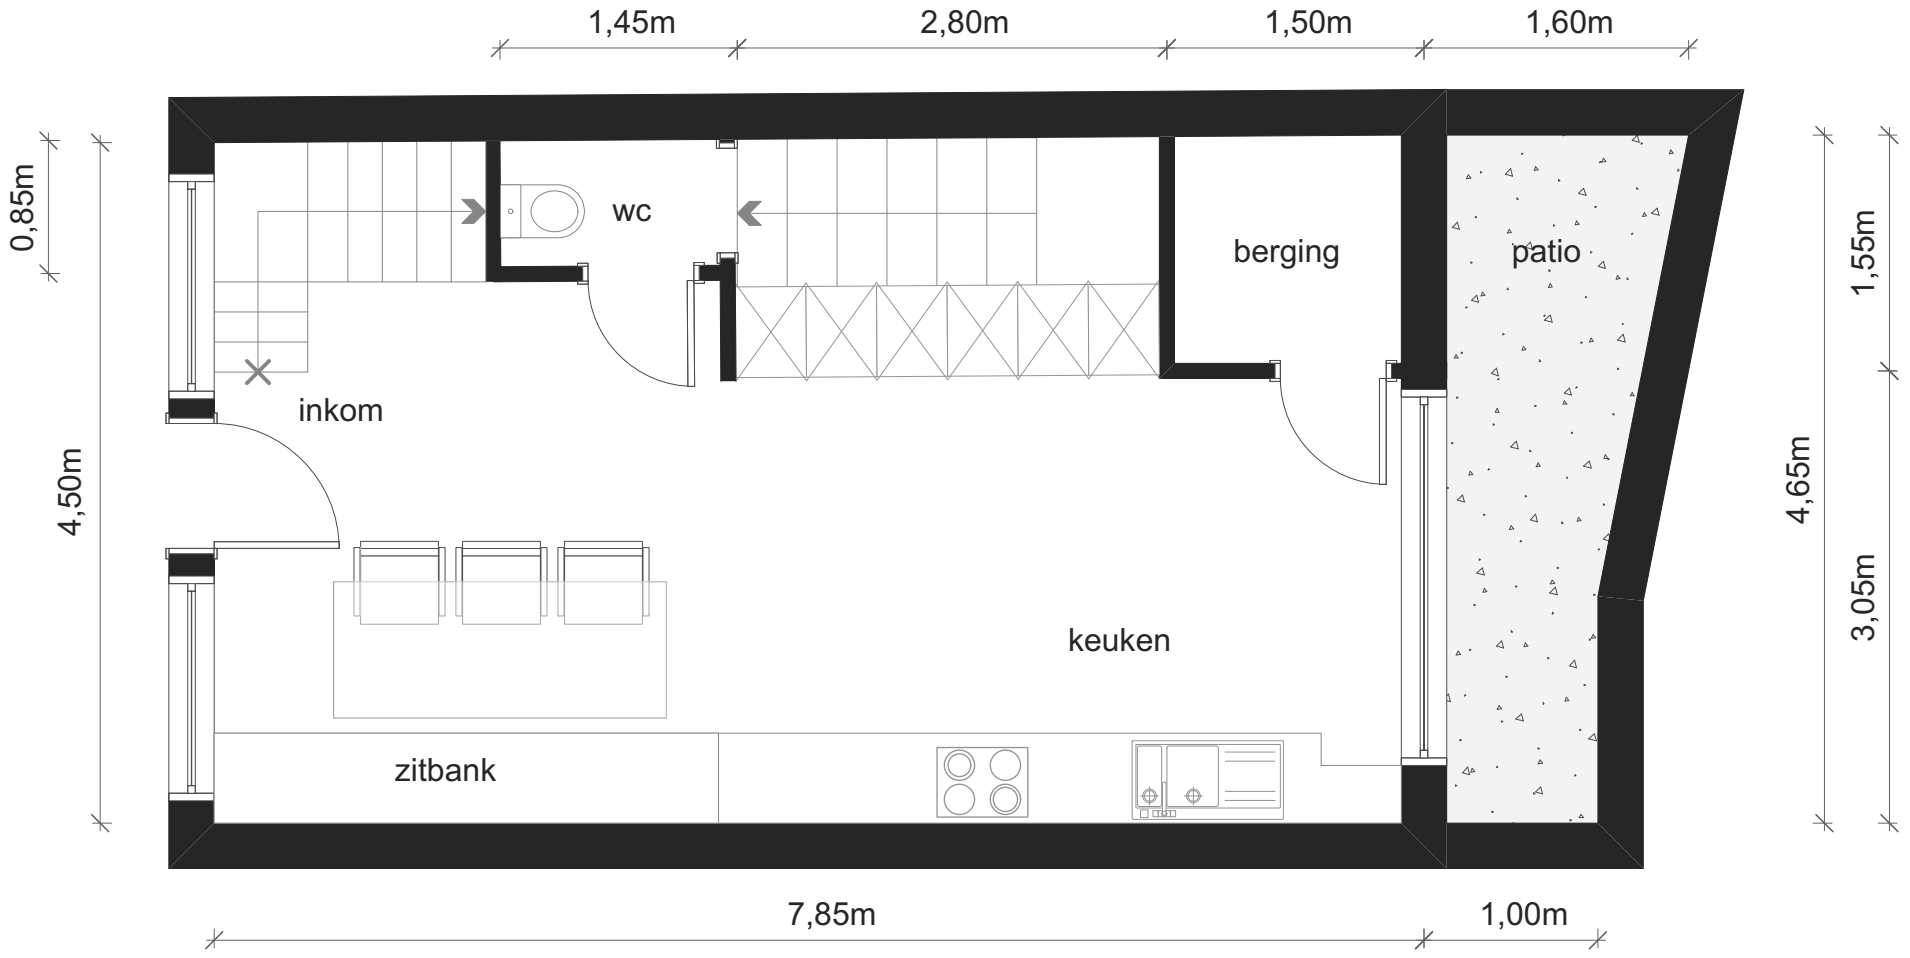 1,45m
2,80m
1,50m
1,60m
0,85m
4,50m
wc
berging
patio
inkom
keuken
zitbank
1,55m
4,65m
3,05m
7,85m
1,00m